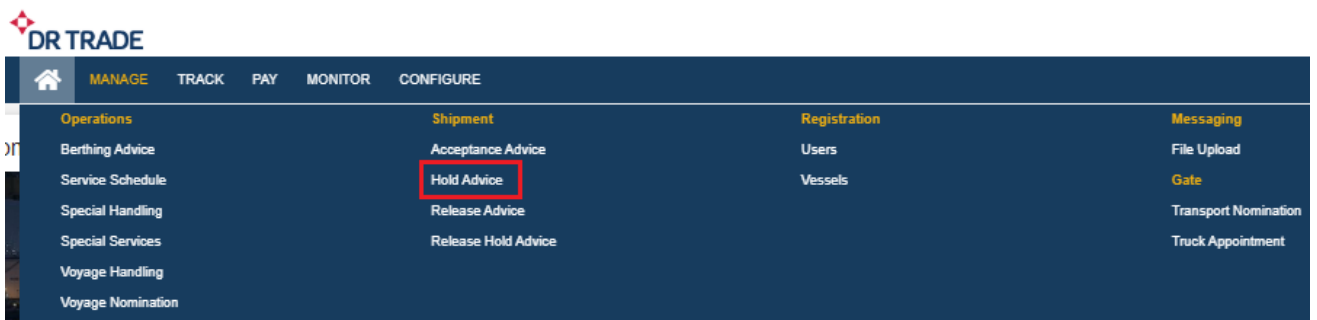 DR TRADE
MANAGE TRACK PAY MONITOR CONFIGURE
Operations
Berthing Advice
Service Schedule
Special Handling
Special Services
Voyage Handling
Voyage Nomination
Shipment
Acceptance Advice
Hold Advice
Release Advice
Release Hold Advice
Registration
Users
Vessels
Messaging
File Upload
Gate
Transport Nomination
Truck Appointment